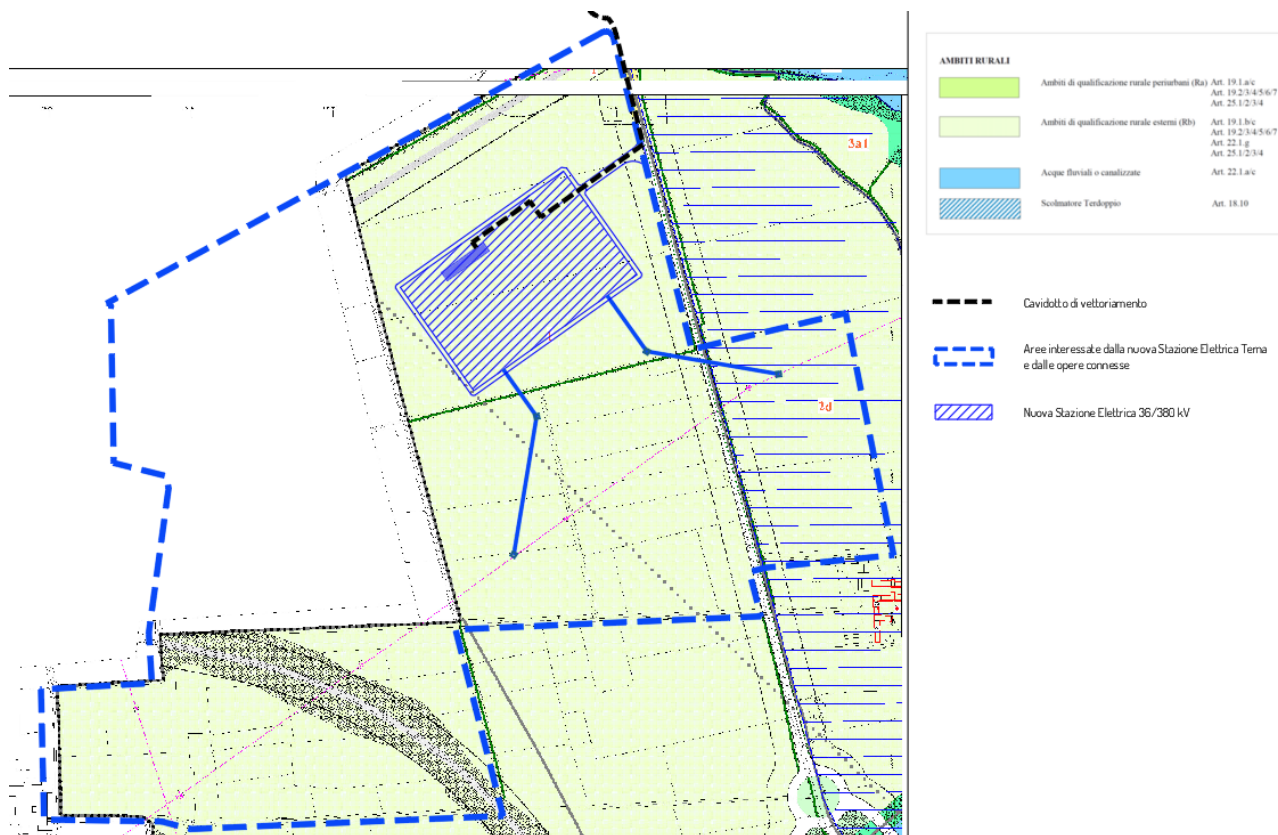 3a1
2d
AMBITI RURALI
Ambiti di qualificazione rurale periurbani (Ra) Art. 19.1.a/c
Art. 19.2/3/4/5/6/7
Art. 25.1/2/3/4
Ambiti di qualificazione rurale esterni (Rb) Art. 19.1.b/c
Art. 19.2/3/4/5/6/7
Art. 22.1.g
Art. 25.1/2/3/4
Acque fluviali o canalizzate Art. 22.1.a/c
Scolmatore Terdoppio Art. 18.10
Cavidotto di vettoriamento
Aree interessate dalla nuova Stazione Elettrica Terna
e dalle opere connesse
Nuova Stazione Elettrica 36/380 kV